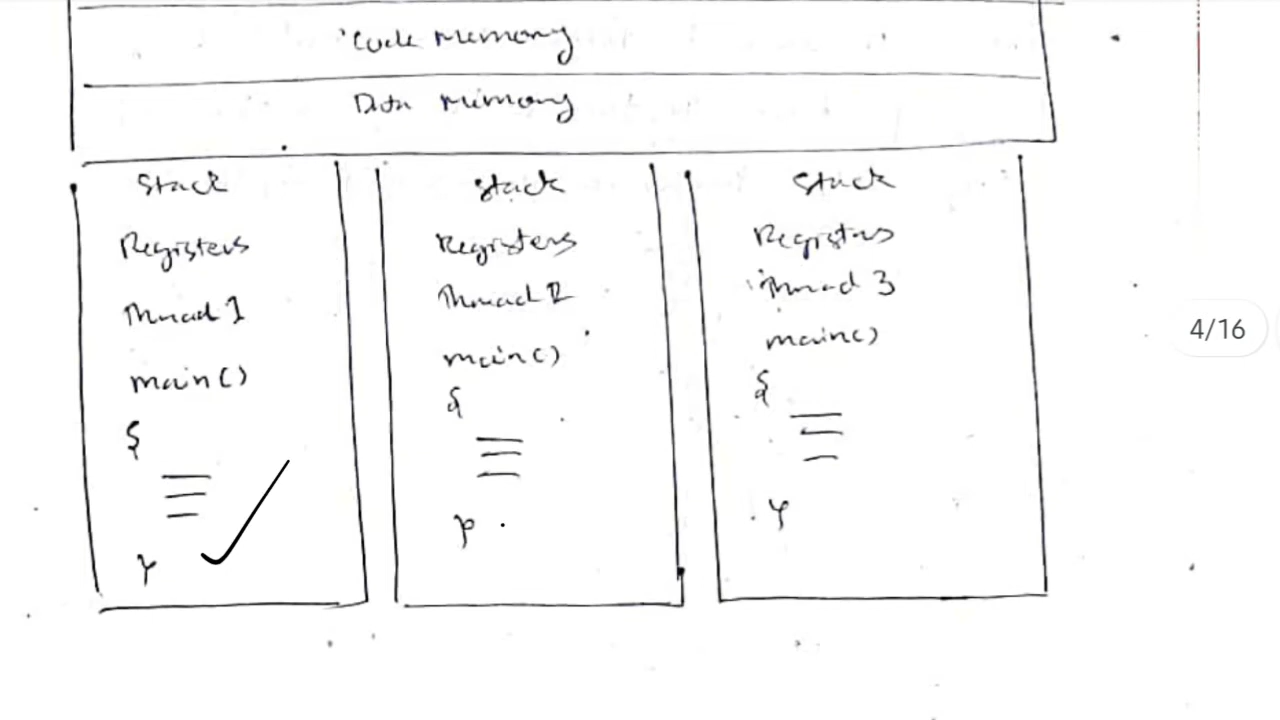 Code Memory
Data Memory
Stack
Registers
Thread 1
main()
{
}
Stack
Registers
Thread 2
main()
{
}
Stack
Registers
Thread 3
main()
{
}
4/16